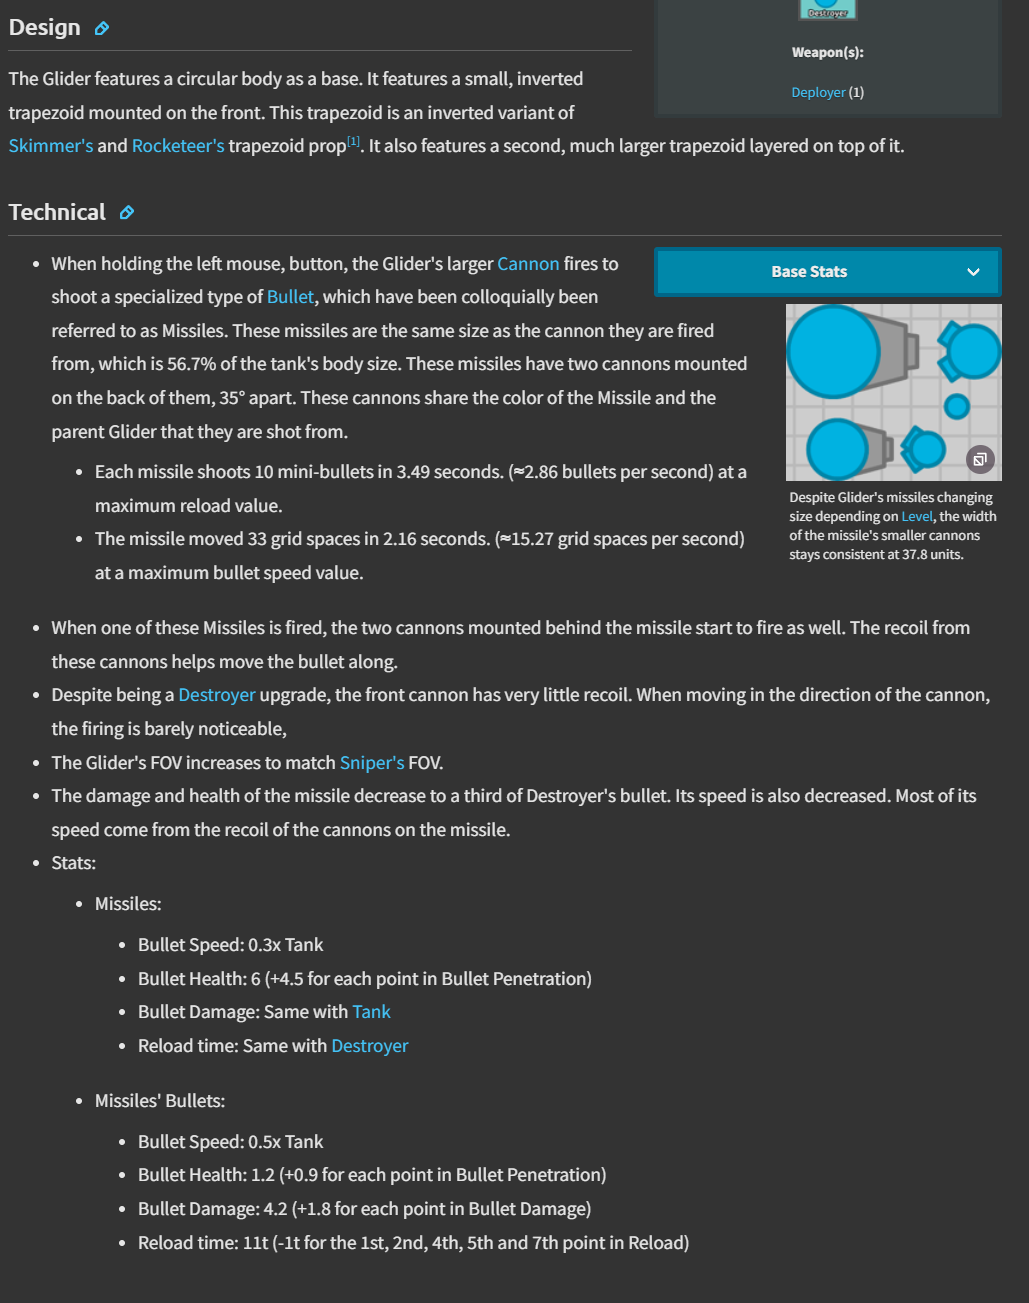 Destroyer
Weapon(s):
Deployer (1)
Design
The Glider features a circular body as a base. It features a small, inverted
trapezoid mounted on the front. This trapezoid is an inverted variant of
Skimmer's and Rocketeer's trapezoid prop[1]. It also features a second, much larger trapezoid layered on top of it.
Technical
Base Stats
• When holding the left mouse, button, the Glider's larger Cannon fires to
shoot a specialized type of Bullet, which have been colloquially been
referred to as Missiles. These missiles are the same size as the cannon they are fired
from, which is 56.7% of the tank's body size. These missiles have two cannons mounted
on the back of them, 35° apart. These cannons share the color of the Missile and the
parent Glider that they are shot from.
• Each missile shoots 10 mini-bullets in 3.49 seconds. (≈2.86 bullets per second) at a
maximum reload value.
• The missile moved 33 grid spaces in 2.16 seconds. (≈15.27 grid spaces per second)
at a maximum bullet speed value.
Despite Glider's missiles changing
size depending on Level, the width
of the missile's smaller cannons
stays consistent at 37.8 units.
• When one of these Missiles is fired, the two cannons mounted behind the missile start to fire as well. The recoil from
these cannons helps move the bullet along.
• Despite being a Destroyer upgrade, the front cannon has very little recoil. When moving in the direction of the cannon,
the firing is barely noticeable,
• The Glider's FOV increases to match Sniper's FOV.
• The damage and health of the missile decrease to a third of Destroyer's bullet. Its speed is also decreased. Most of its
speed come from the recoil of the cannons on the missile.
• Stats:
• Missiles:
• Bullet Speed: 0.3x Tank
• Bullet Health: 6 (+4.5 for each point in Bullet Penetration)
• Bullet Damage: Same with Tank
• Reload time: Same with Destroyer
• Missiles' Bullets:
• Bullet Speed: 0.5x Tank
• Bullet Health: 1.2 (+0.9 for each point in Bullet Penetration)
• Bullet Damage: 4.2 (+1.8 for each point in Bullet Damage)
• Reload time: 11t (-1t for the 1st, 2nd, 4th, 5th and 7th point in Reload)